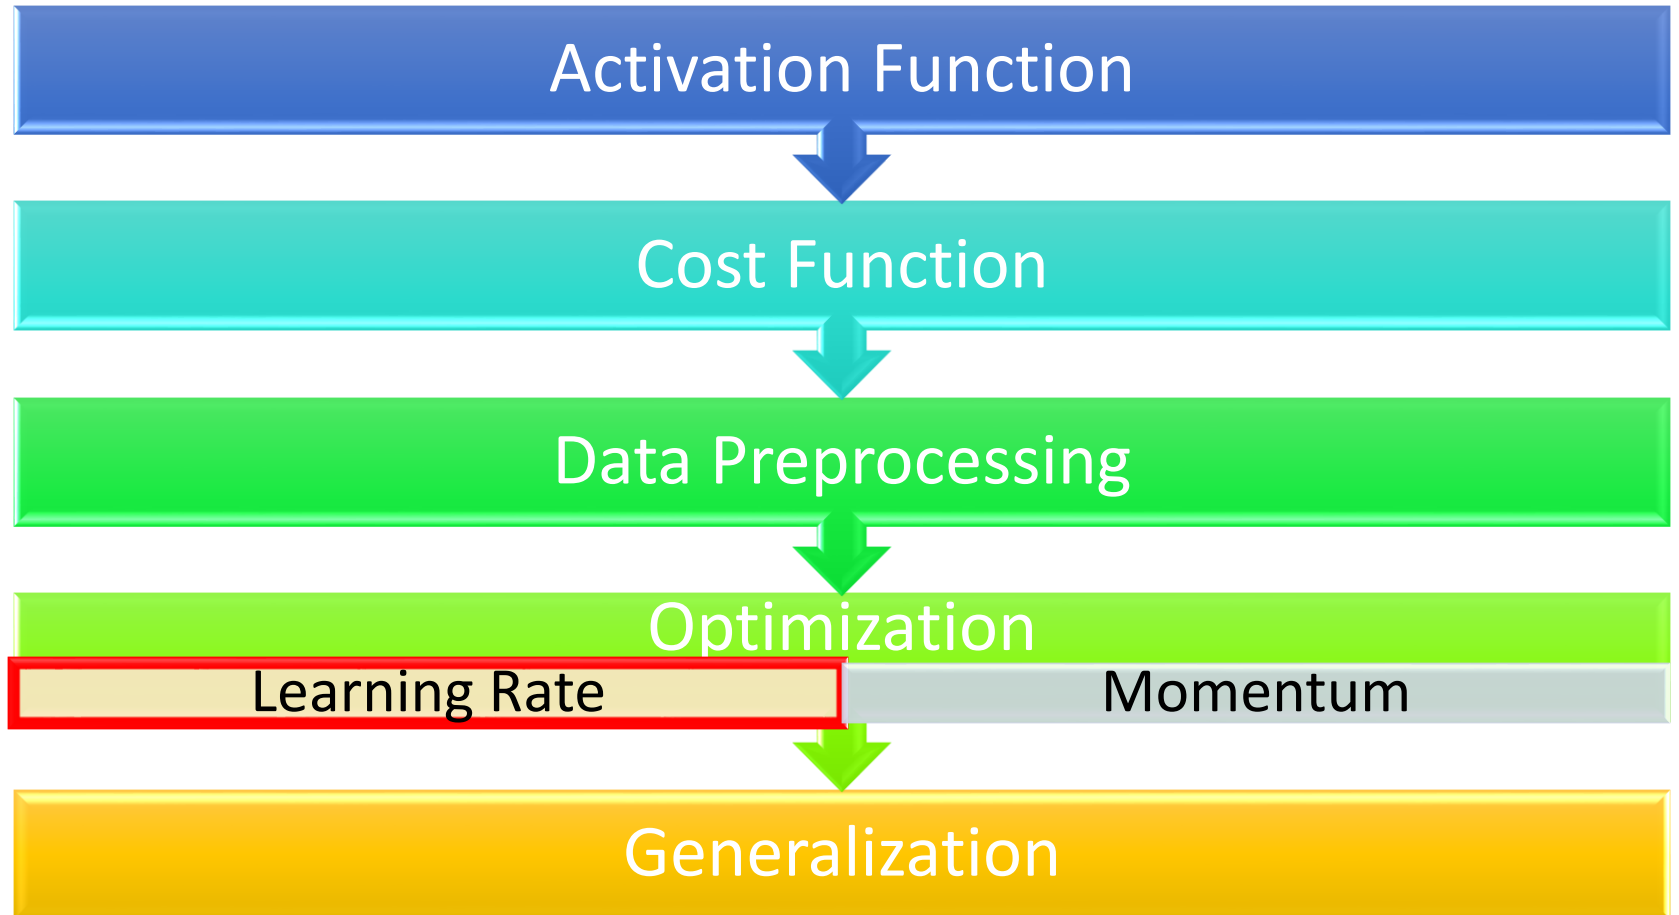 Activation Function
Cost Function
Data Preprocessing
Optimization
Learning Rate Momentum
Generalization